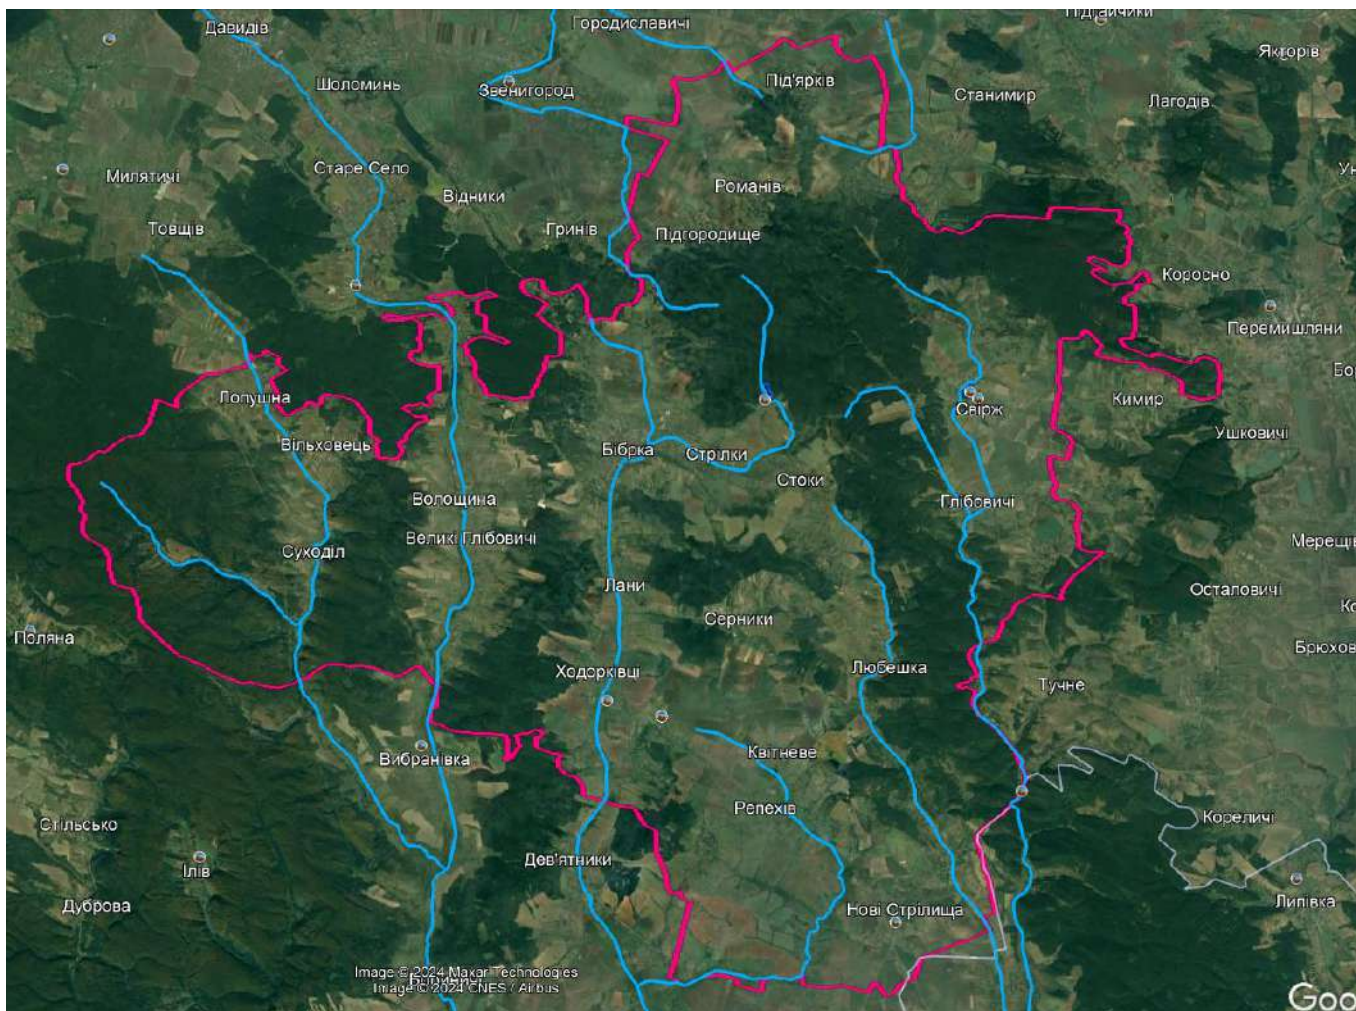 Підгайчики
Городиславичі
Давидів
Якторів
Під'ярків
Шоломинь
Звенигород
Станимир
Лагодів
Старе Село
Милятичі
Романів
Відники
Товщів
Гринів
Підгородище
Коросно
Перемишляни
Лопушна
Кимир
Свірж
Ушковичі
Вільховець
Бібрка
Стрілки
Стоки
Волощина
Глібовичі
Великі Глібовичі
Суходіл
Лани
Осталовичі
Серники
Поляна
Любешка
Ходорківці
Тучне
Квітневе
Вибранівка
Репехів
Кореличі
Стільсько
Дев'ятники
Ілів
Липівка
Дуброва
Нові Стрілища
Image © 2024 Maxar Technologies
Image © 2024 CNES / Airbus
Goo